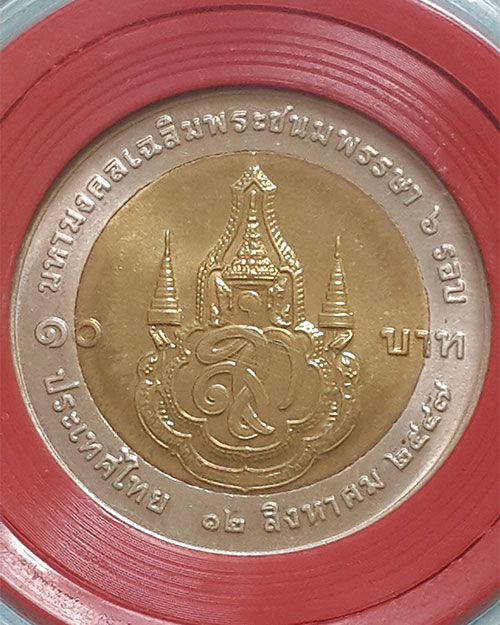 มหามงคลเฉลิมพระชนมพรรษา ๖ รอบ
๑๐ บาท
ประเทศไทย ๑๒ สิงหาคม ๒๕๔๗